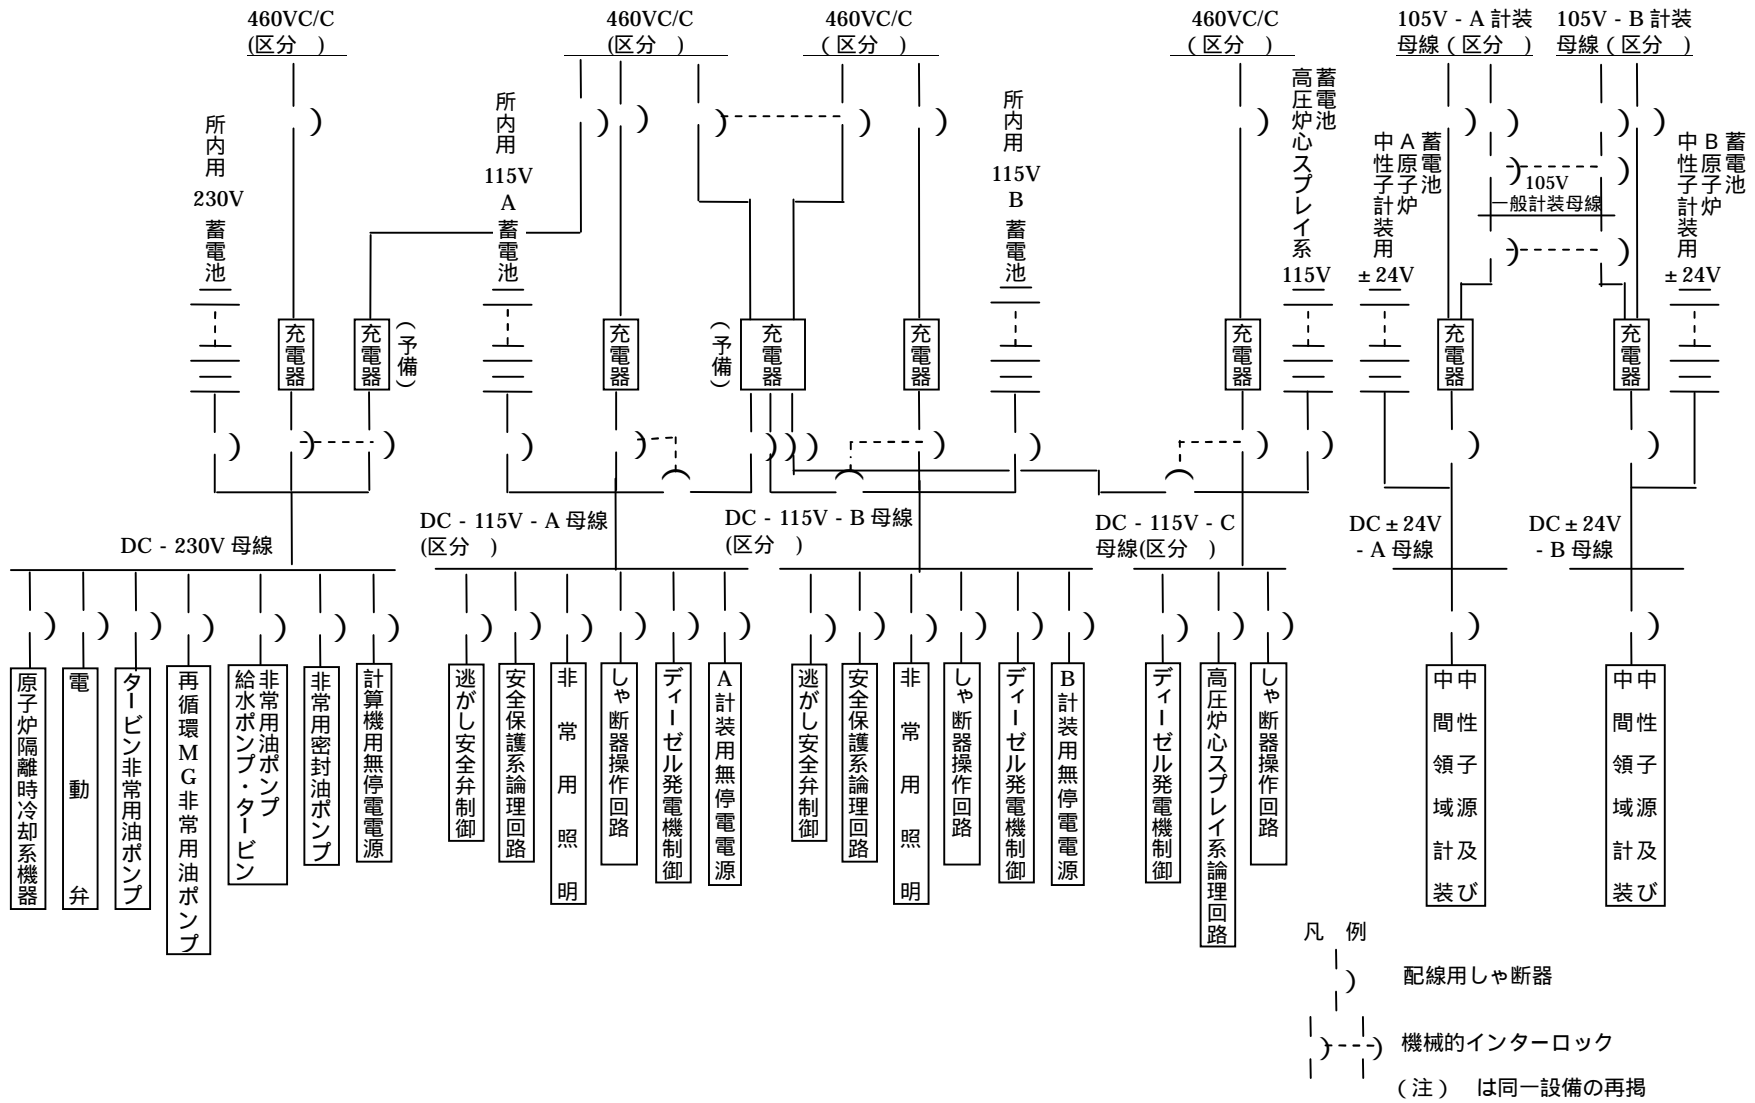 460VC/C
(区分　)
460VC/C
(区分　)
460VC/C
(区分　)
460VC/C
(区分　)
105V - A 計装
母線 (区分　)
105V - B 計装
母線 (区分　)
所内用
230V
蓄電池
所内用
115V
A
蓄電池
所内用
115V
B
蓄電池
蓄電池
高圧炉心スプレイ系
115V
蓄電池
A原子炉
中性子計装用
±24V
105V
一般計装母線
蓄電池
B原子炉
中性子計装用
±24V
充電器
充電器
(予備)
充電器
(予備)
充電器
充電器
充電器
充電器
充電器
DC - 230V 母線
DC - 115V - A 母線
(区分　)
DC - 115V - B 母線
(区分　)
DC - 115V - C
母線(区分　)
DC ± 24V
- A 母線
DC ± 24V
- B 母線
原子炉隔離時冷却系機器
電動弁
タービン非常用油ポンプ
再循環MG非常用油ポンプ
非常用油ポンプ
給水ポンプ・タービン
非常用密封油ポンプ
計算機用無停電電源
逃がし安全弁制御
安全保護系論理回路
非常用照明
しゃ断器操作回路
ディーゼル発電機制御
A計装用無停電電源
逃がし安全弁制御
安全保護系論理回路
非常用照明
しゃ断器操作回路
ディーゼル発電機制御
B計装用無停電電源
ディーゼル発電機制御
高圧炉心スプレイ系論理回路
しゃ断器操作回路
中性子源及び
中間領域計装
中性子源及び
中間領域計装
凡　例
配線用しゃ断器
機械的インターロック
(注)　は同一設備の再掲